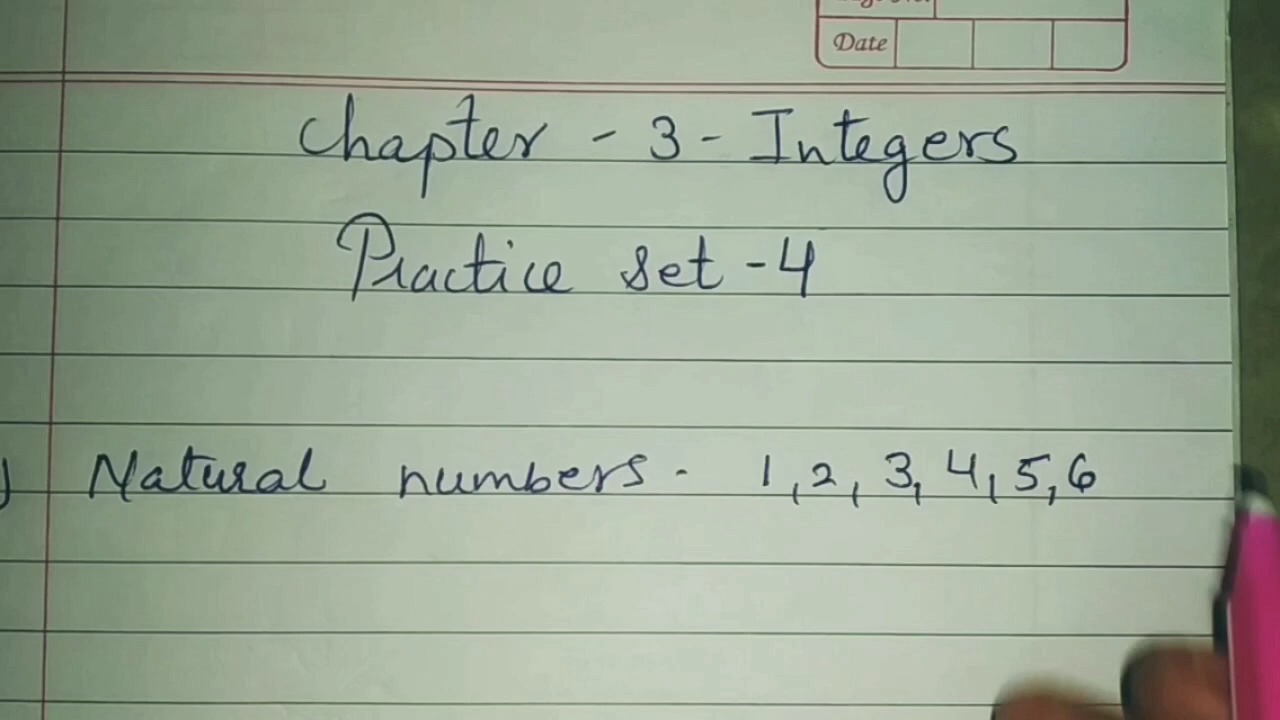 Date
Chapter - 3 - Integers
Practice set - 4
) Natural numbers - 1, 2, 3, 4, 5, 6